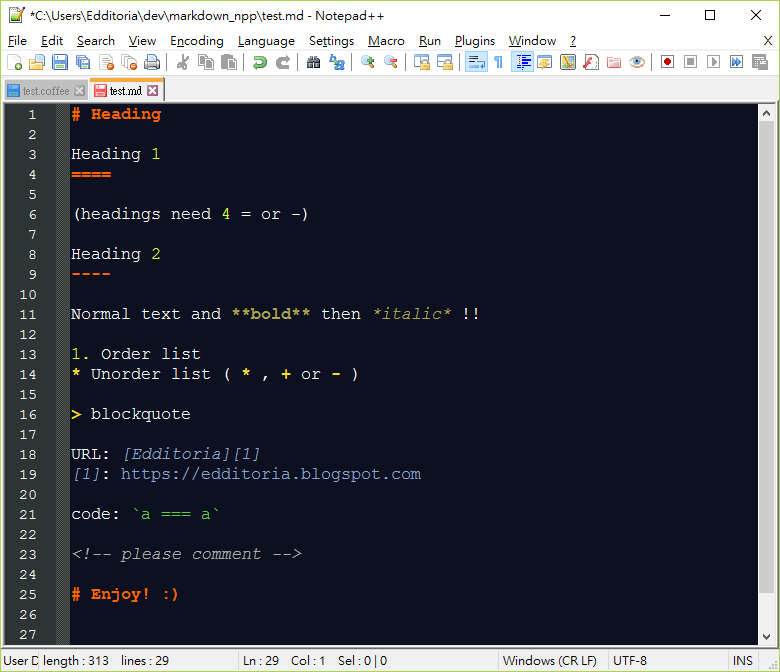 *C:\Users\Edditoria\dev\markdown_npp\test.md - Notepad++
File Edit Search View Encoding Language Settings Macro Run Plugins Window ? X
test.coffee test.md
1 # Heading
2
3 Heading 1
4 ====
5
6 (headings need 4 = or -)
7
8 Heading 2
9 ----
10
11 Normal text and **bold** then *italic* !!
12
13 1. Order list
14 * Unorder list ( * , + or - )
15
16 > blockquote
17
18 URL: [Edditoria][1]
19 [1]: https://edditoria.blogspot.com
20
21 code: `a === a`
22
23 <!-- please comment -->
24
25 # Enjoy! :)
26
27
User D length : 313 lines : 29 Ln : 29 Col : 1 Sel : 0 | 0 Windows (CR LF) UTF-8 INS